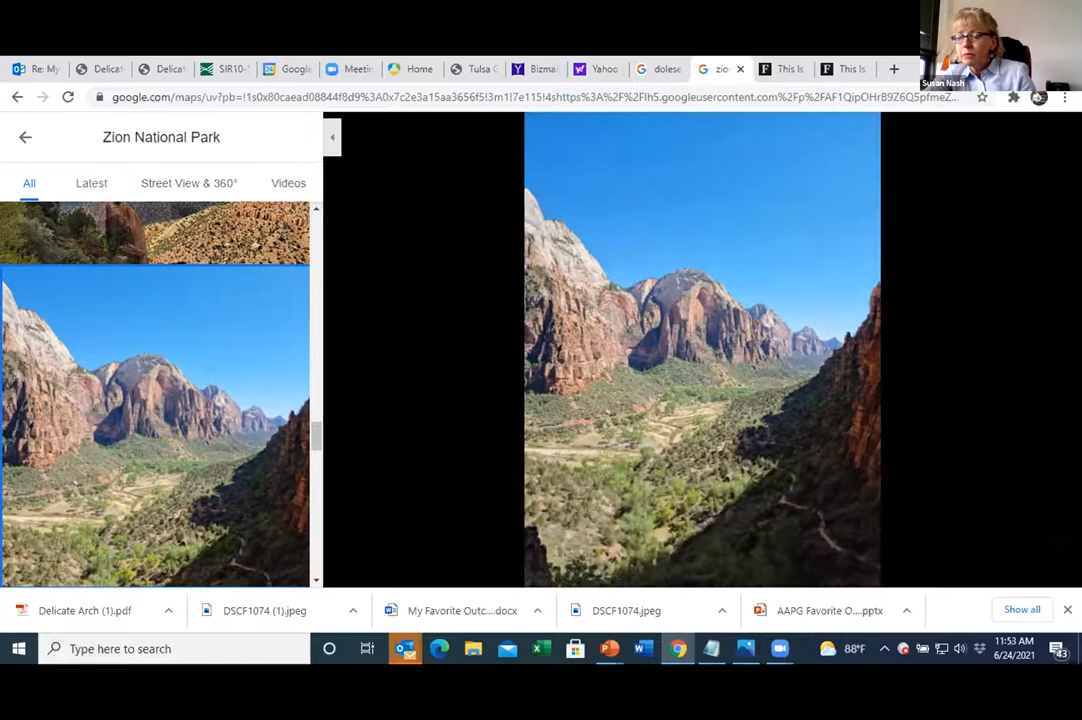 Susan Nash
Re: My
Delicat
Delicat
SIR10-
Google
Meetin
Home
Tulsa G
Bizma
Yahoo
dolese
zio
This Is
This Is
google.com/maps/uv?pb=!1s0x80caead08844f8d9%3A0x7c2e3a15aa3656f5!3m1!7e115!4shttps%3A%2F%2Flh5.googleusercontent.com%2Fp%2FAF1QipOHrB9Z6Q5pfmeZ...
Zion National Park
All
Latest
Street View & 360°
Videos
Delicate Arch (1).pdf
DSCF1074 (1).jpeg
My Favorite Outc....docx
DSCF1074.jpeg
AAPG Favorite O....pptx
Show all
Type here to search
24
88°F
11:53 AM
6/24/2021
43